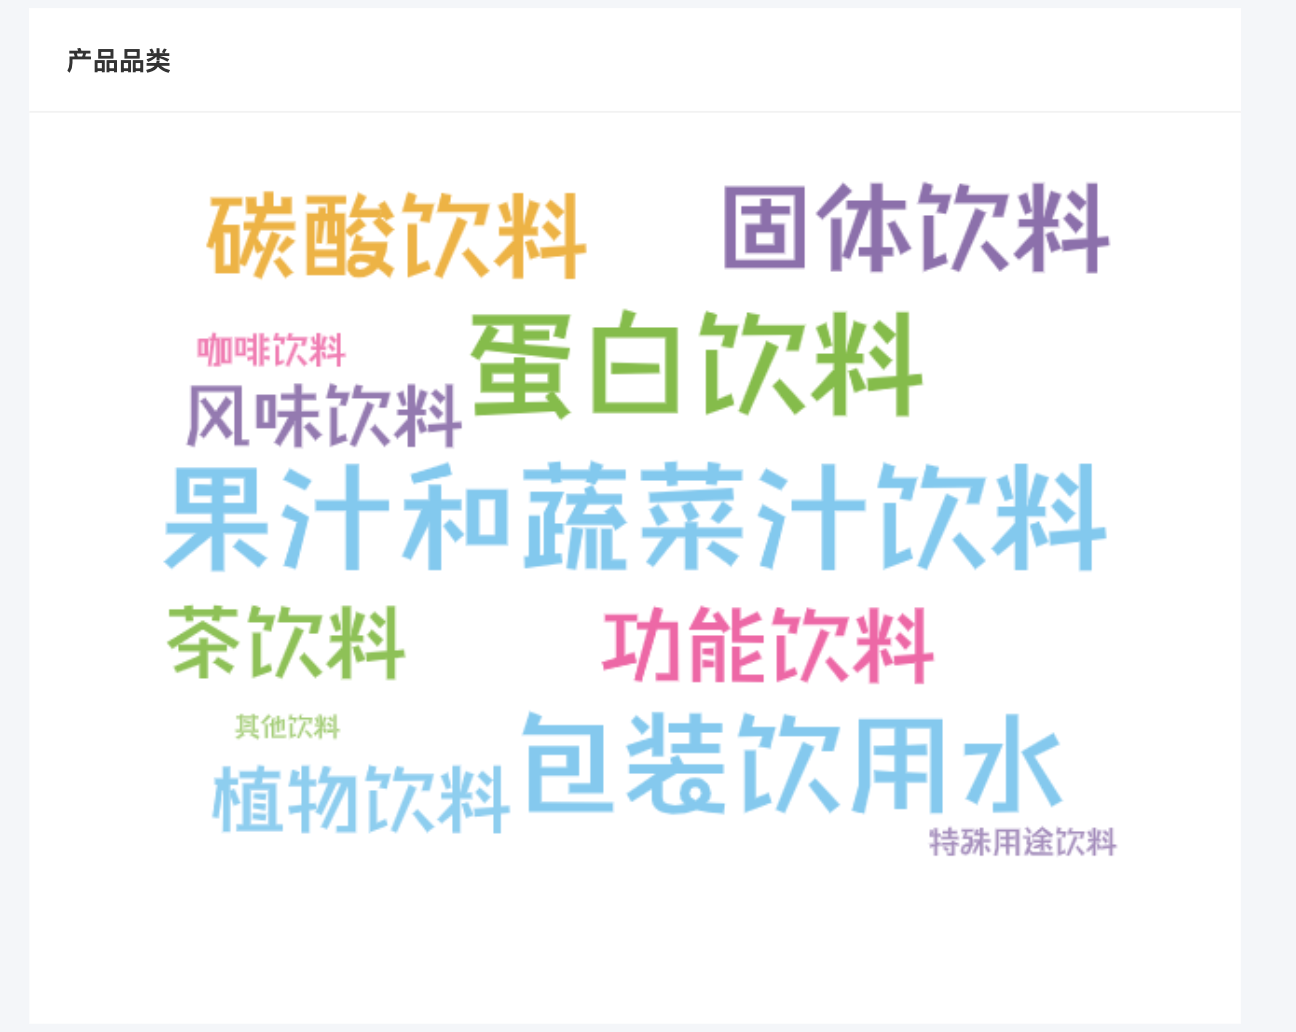 产品品类
碳酸饮料
固体饮料
蛋白饮料
咖啡饮料
风味饮料
果汁和蔬菜汁饮料
茶饮料
功能饮料
其他饮料
包装饮用水
植物饮料
特殊用途饮料